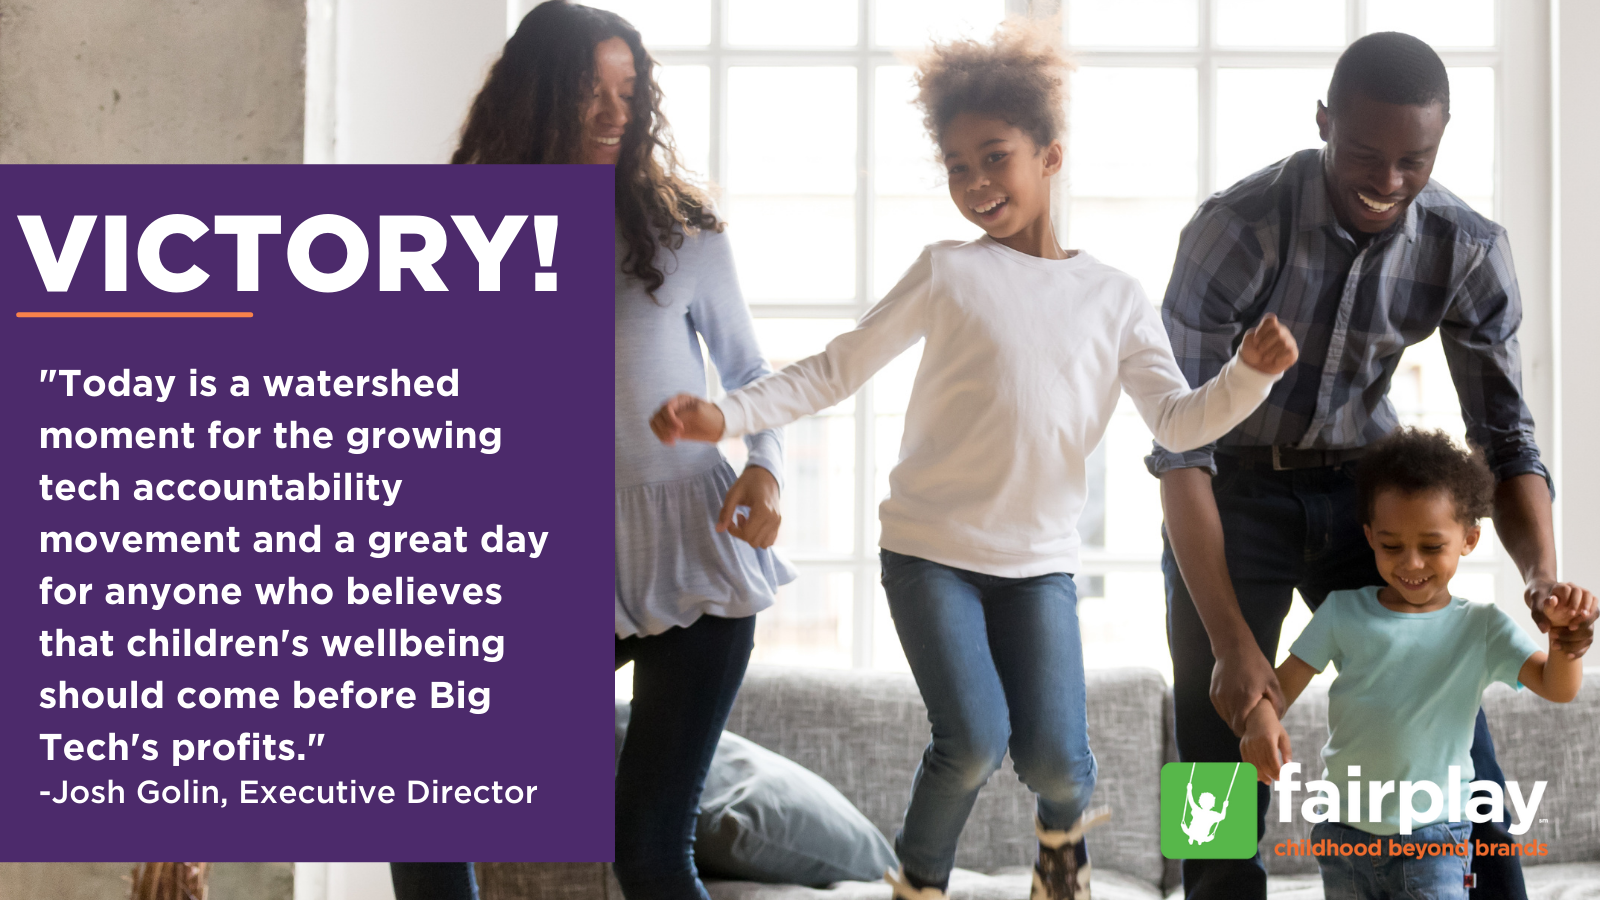 VICTORY!
"Today is a watershed
moment for the growing
tech accountability
movement and a great day
for anyone who believes
that children's wellbeing
should come before Big
Tech's profits."
-Josh Golin, Executive Director
fairplay
childhood beyond brands